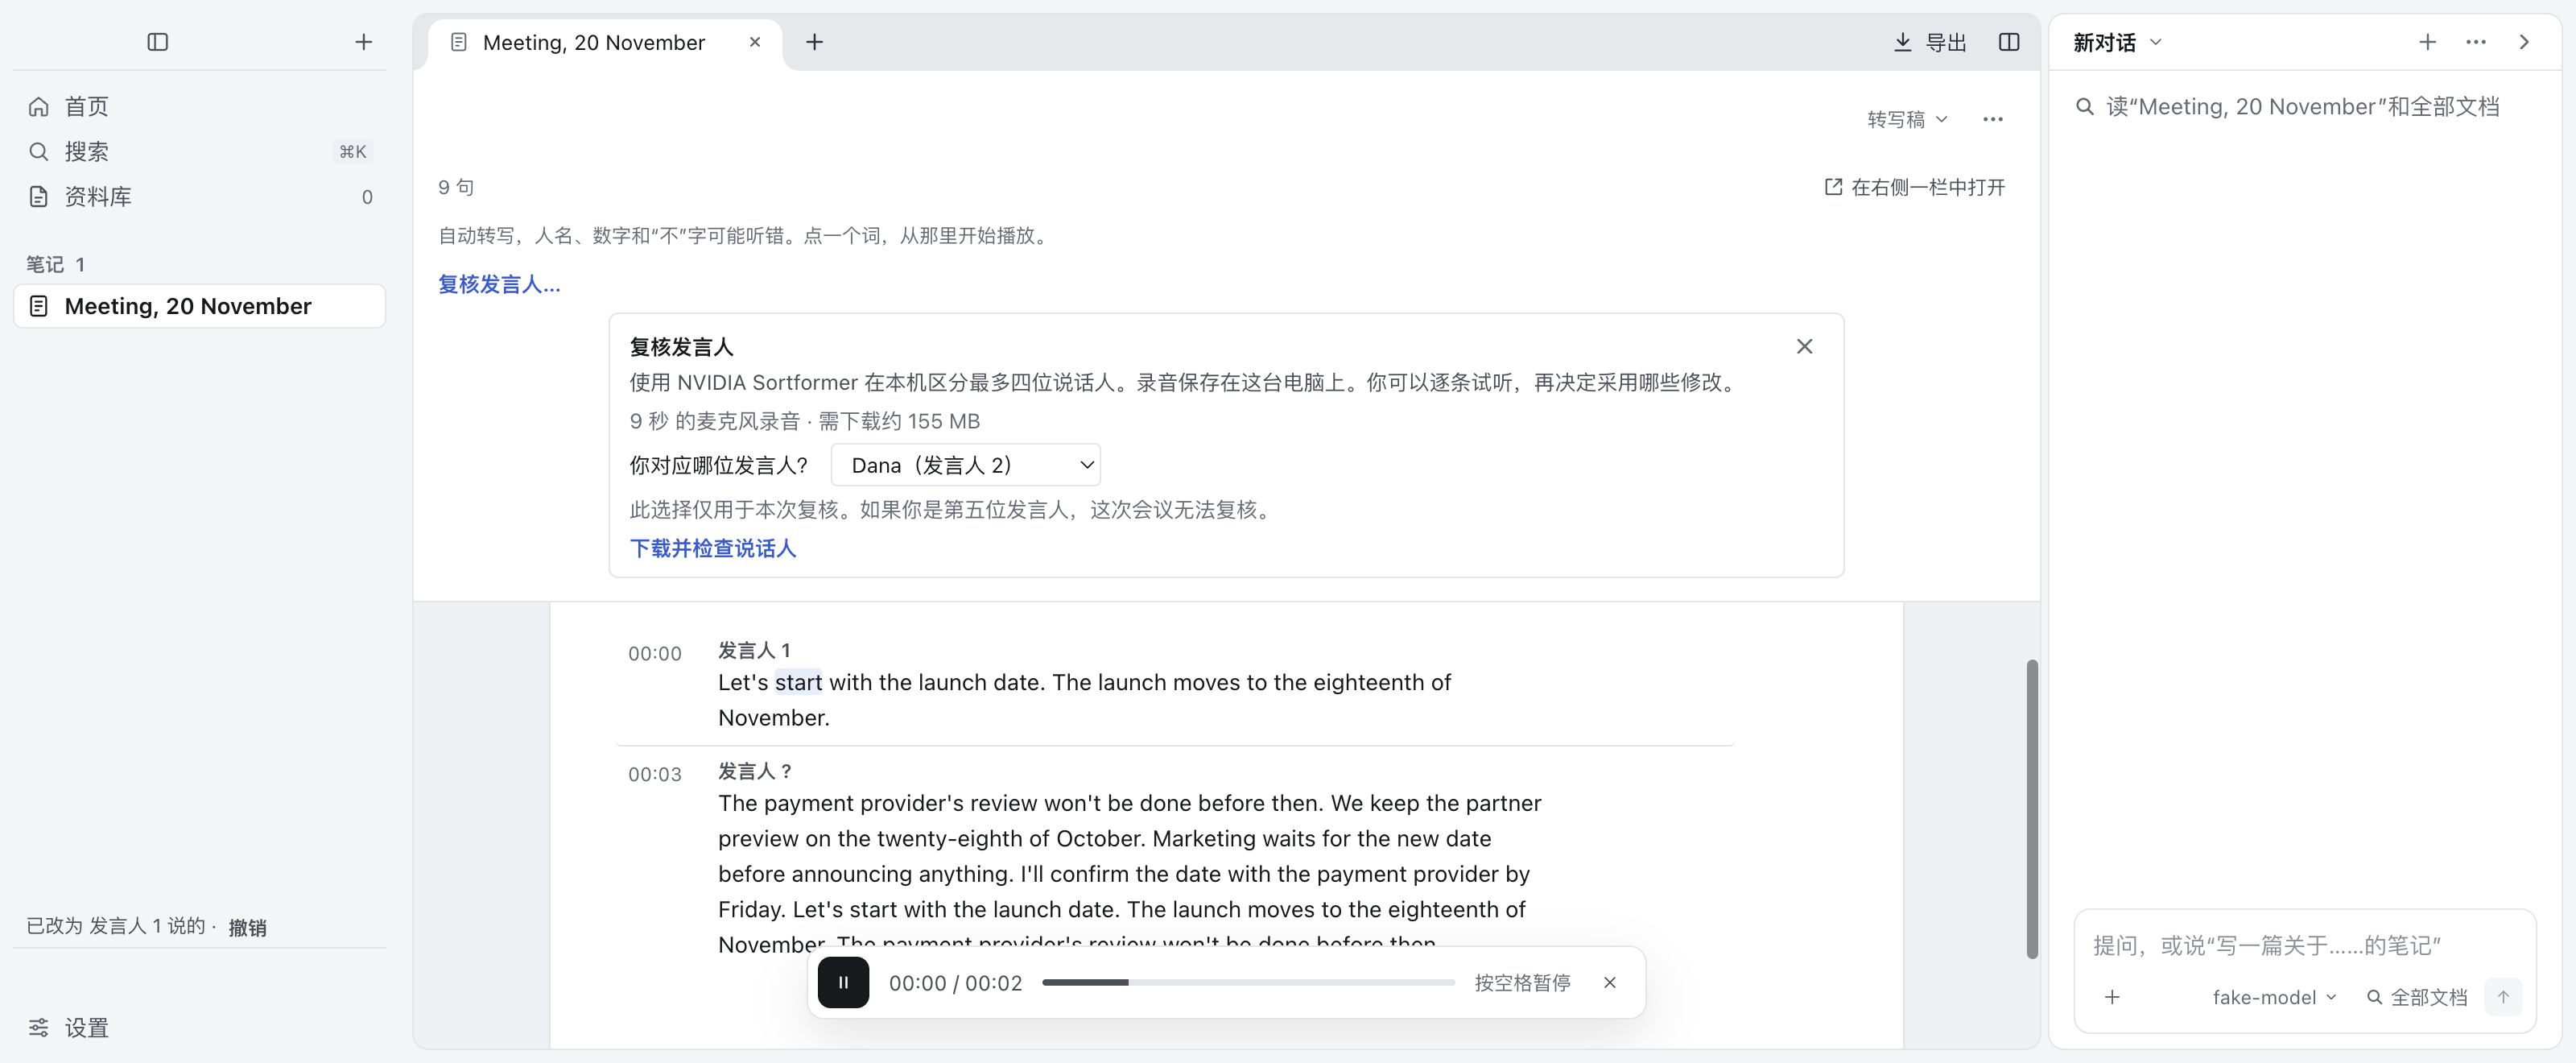 首页
搜索 ⌘K
资料库 0
笔记 1
Meeting, 20 November
已改为 发言人 1 说的 · 撤销
设置
Meeting, 20 November
导出
转写稿
9 句
在右侧一栏中打开
自动转写，人名、数字和“不”字可能听错。点一个词，从那里开始播放。
复核发言人...
复核发言人
使用 NVIDIA Sortformer 在本机区分最多四位说话人。录音保存在这台电脑上。你可以逐条试听，再决定采用哪些修改。
9 秒 的麦克风录音 · 需下载约 155 MB
你对应哪位发言人? Dana（发言人 2）
此选择仅用于本次复核。如果你是第五位发言人，这次会议无法复核。
下载并检查说话人
00:00 发言人 1
Let's start with the launch date. The launch moves to the eighteenth of
November.
00:03 发言人 ?
The payment provider's review won't be done before then. We keep the partner
preview on the twenty-eighth of October. Marketing waits for the new date
before announcing anything. I'll confirm the date with the payment provider by
Friday. Let's start with the launch date. The launch moves to the eighteenth of
November. The payment provider's review won't be done before then.
00:00 / 00:02 按空格暂停
新对话
读“Meeting, 20 November”和全部文档
提问，或说“写一篇关于……的笔记”
fake-model 全部文档